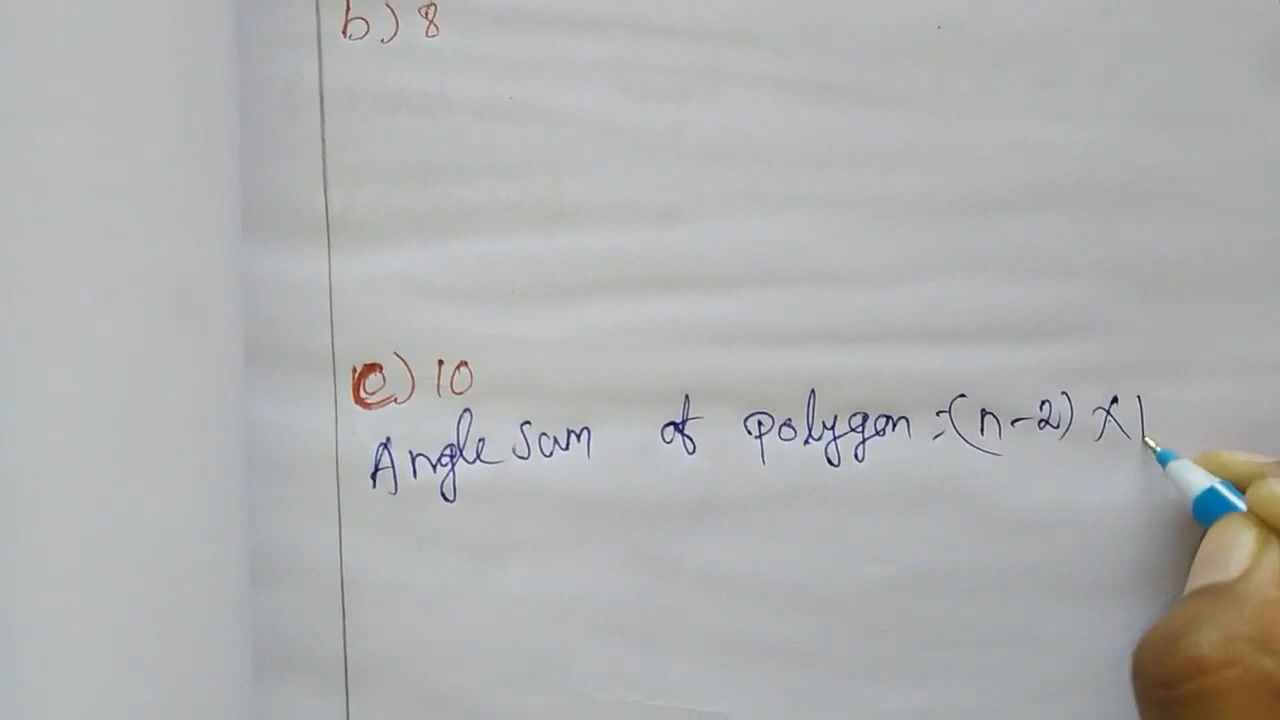 b) 8
c) 10
Angle sum of polygon = (n-2) × 1